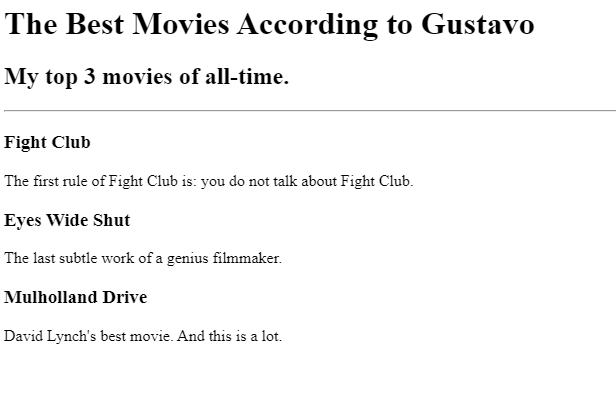 The Best Movies According to Gustavo
My top 3 movies of all-time.
Fight Club
The first rule of Fight Club is: you do not talk about Fight Club.
Eyes Wide Shut
The last subtle work of a genius filmmaker.
Mulholland Drive
David Lynch's best movie. And this is a lot.